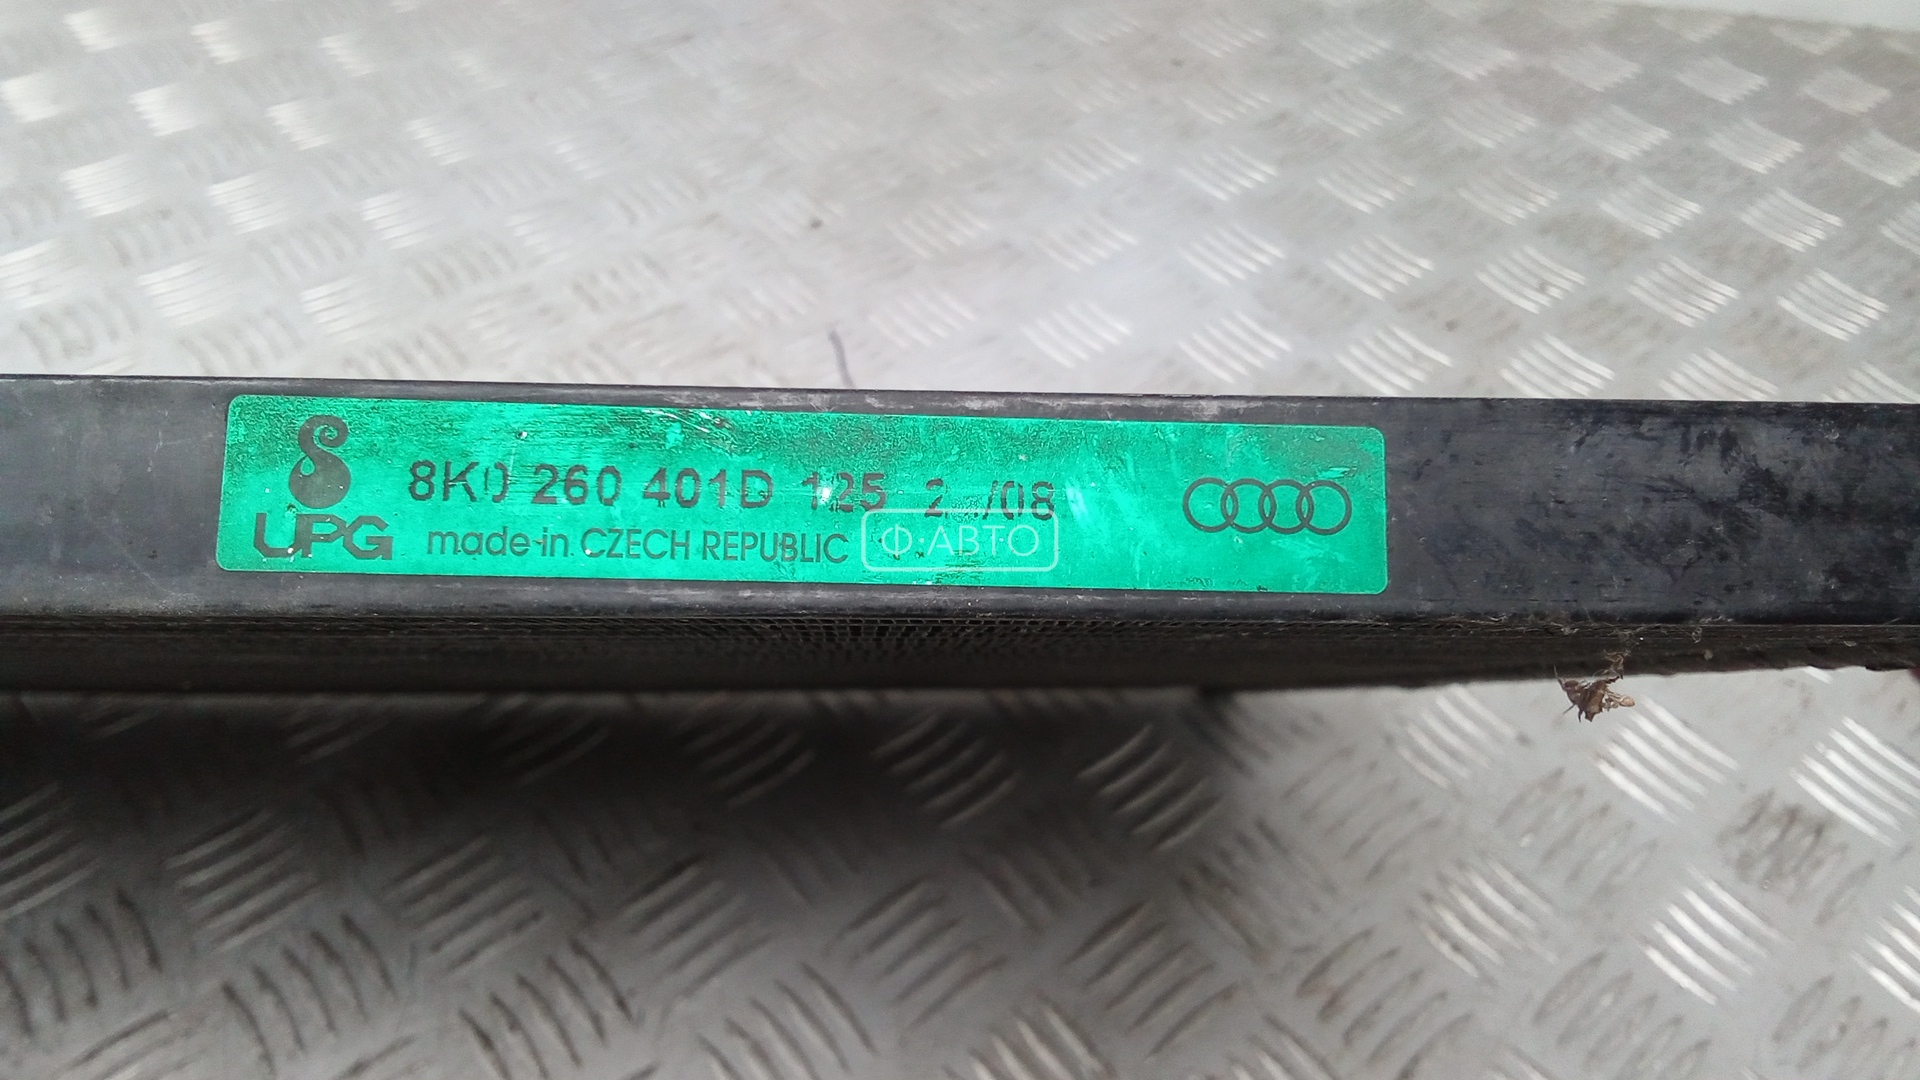 8K0 260 401D 125
UPG made in CZECH REPUBLIC
Ф·АВТО